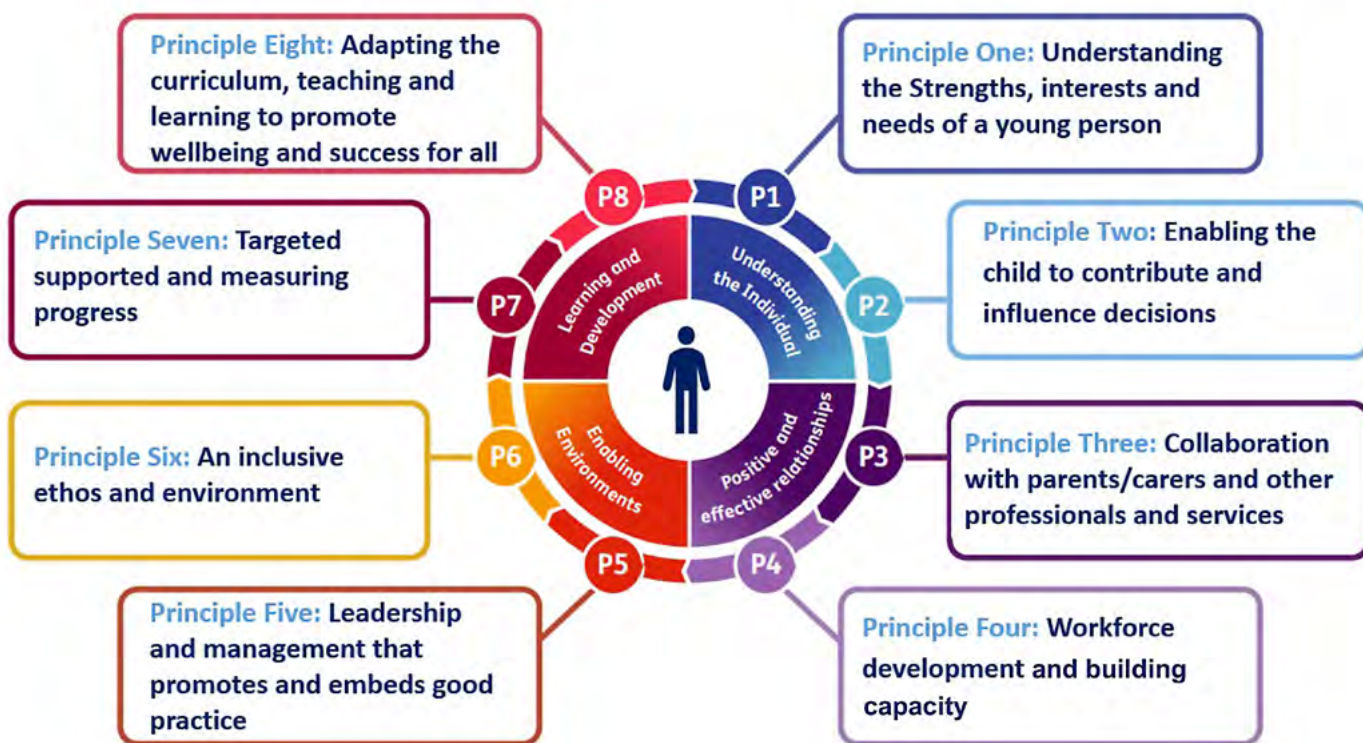 Principle Eight: Adapting the
curriculum, teaching and
learning to promote
wellbeing and success for all
Principle One: Understanding
the Strengths, interests and
needs of a young person
P8
P1
Principle Seven: Targeted
supported and measuring
progress
Principle Two: Enabling the
child to contribute and
influence decisions
P7
P2
Learning and
Development
Understanding
the Individual
Enabling
Environments
Positive and
effective relationships
Principle Six: An inclusive
ethos and environment
Principle Three: Collaboration
with parents/carers and other
professionals and services
P6
P3
P5
P4
Principle Five: Leadership
and management that
promotes and embeds good
practice
Principle Four: Workforce
development and building
capacity